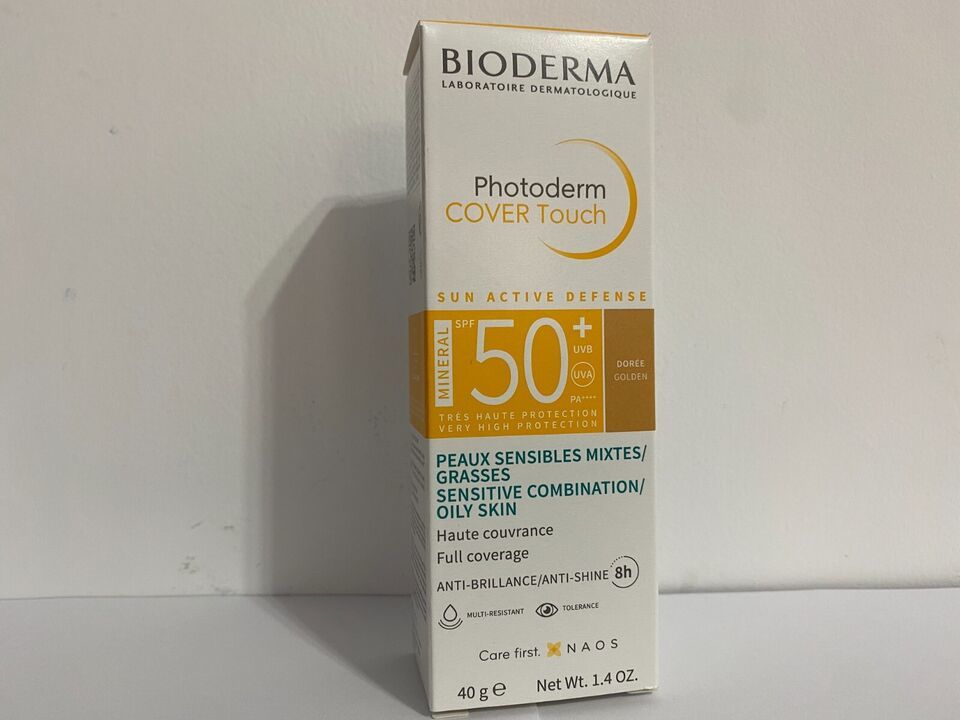 BIODERMA
LABORATOIRE DERMATOLOGIQUE
Photoderm
COVER Touch
SUN ACTIVE DEFENSE
MINERAL
SPF 50+
UVB
UVA
PA++++
TRÈS HAUTE PROTECTION
VERY HIGH PROTECTION
DORÉE
GOLDEN
PEAUX SENSIBLES MIXTES/
GRASSES
SENSITIVE COMBINATION/
OILY SKIN
Haute couvrance
Full coverage
ANTI-BRILLANCE/ANTI-SHINE 8h
MULTI-RESISTANT TOLERANCE
Care first. NAOS
40 g ℮ Net Wt. 1.4 OZ.